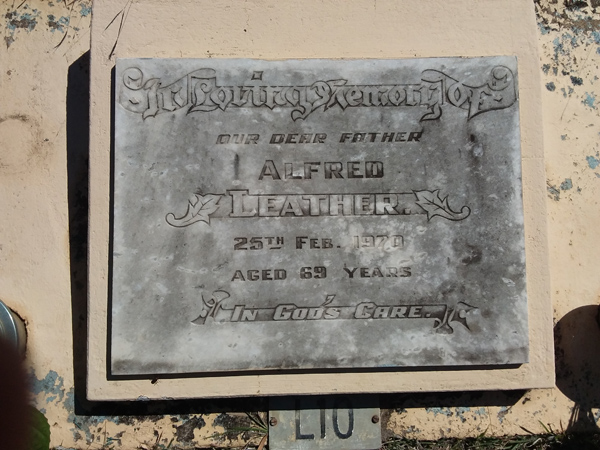 In Loving Memory Of
OUR DEAR FATHER
ALFRED
LEATHER.
25TH FEB. 1970
AGED 69 YEARS
IN GOD'S CARE.
L10